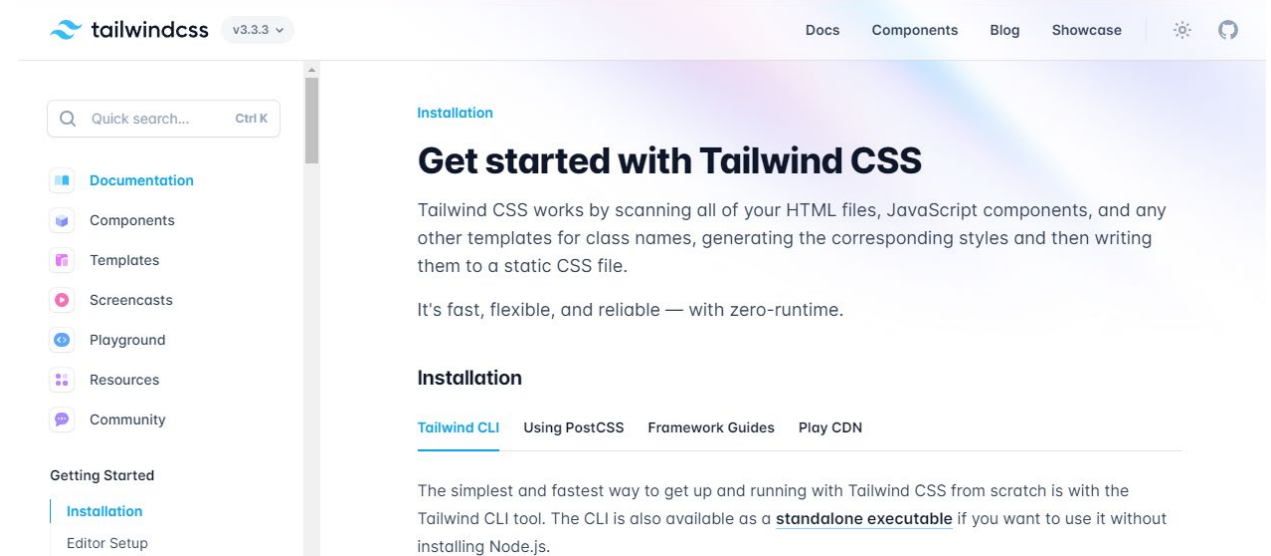 tailwindcss v3.3.3
Docs Components Blog Showcase
Quick search... Ctrl K
Documentation
Components
Templates
Screencasts
Playground
Resources
Community
Getting Started
Installation
Editor Setup
Installation
Get started with Tailwind CSS
Tailwind CSS works by scanning all of your HTML files, JavaScript components, and any
other templates for class names, generating the corresponding styles and then writing
them to a static CSS file.
It's fast, flexible, and reliable — with zero-runtime.
Installation
Tailwind CLI Using PostCSS Framework Guides Play CDN
The simplest and fastest way to get up and running with Tailwind CSS from scratch is with the
Tailwind CLI tool. The CLI is also available as a standalone executable if you want to use it without
installing Node.js.